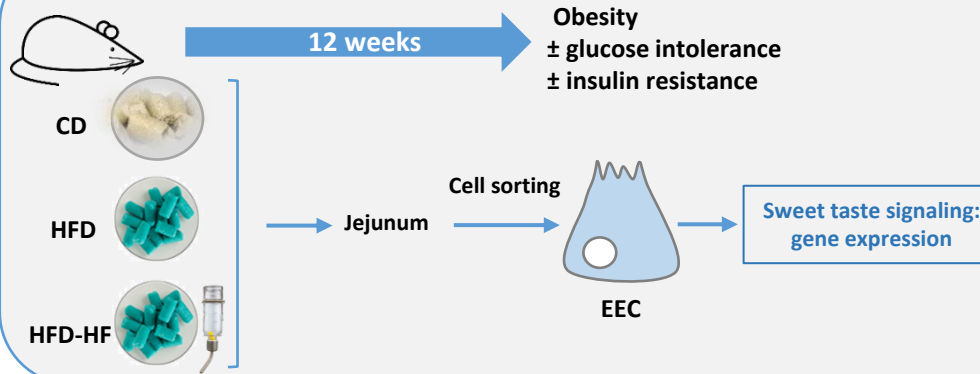 12 weeks
Obesity
± glucose intolerance
± insulin resistance
CD
HFD
HFD-HF
Jejunum
Cell sorting
EEC
Sweet taste signaling:
gene expression